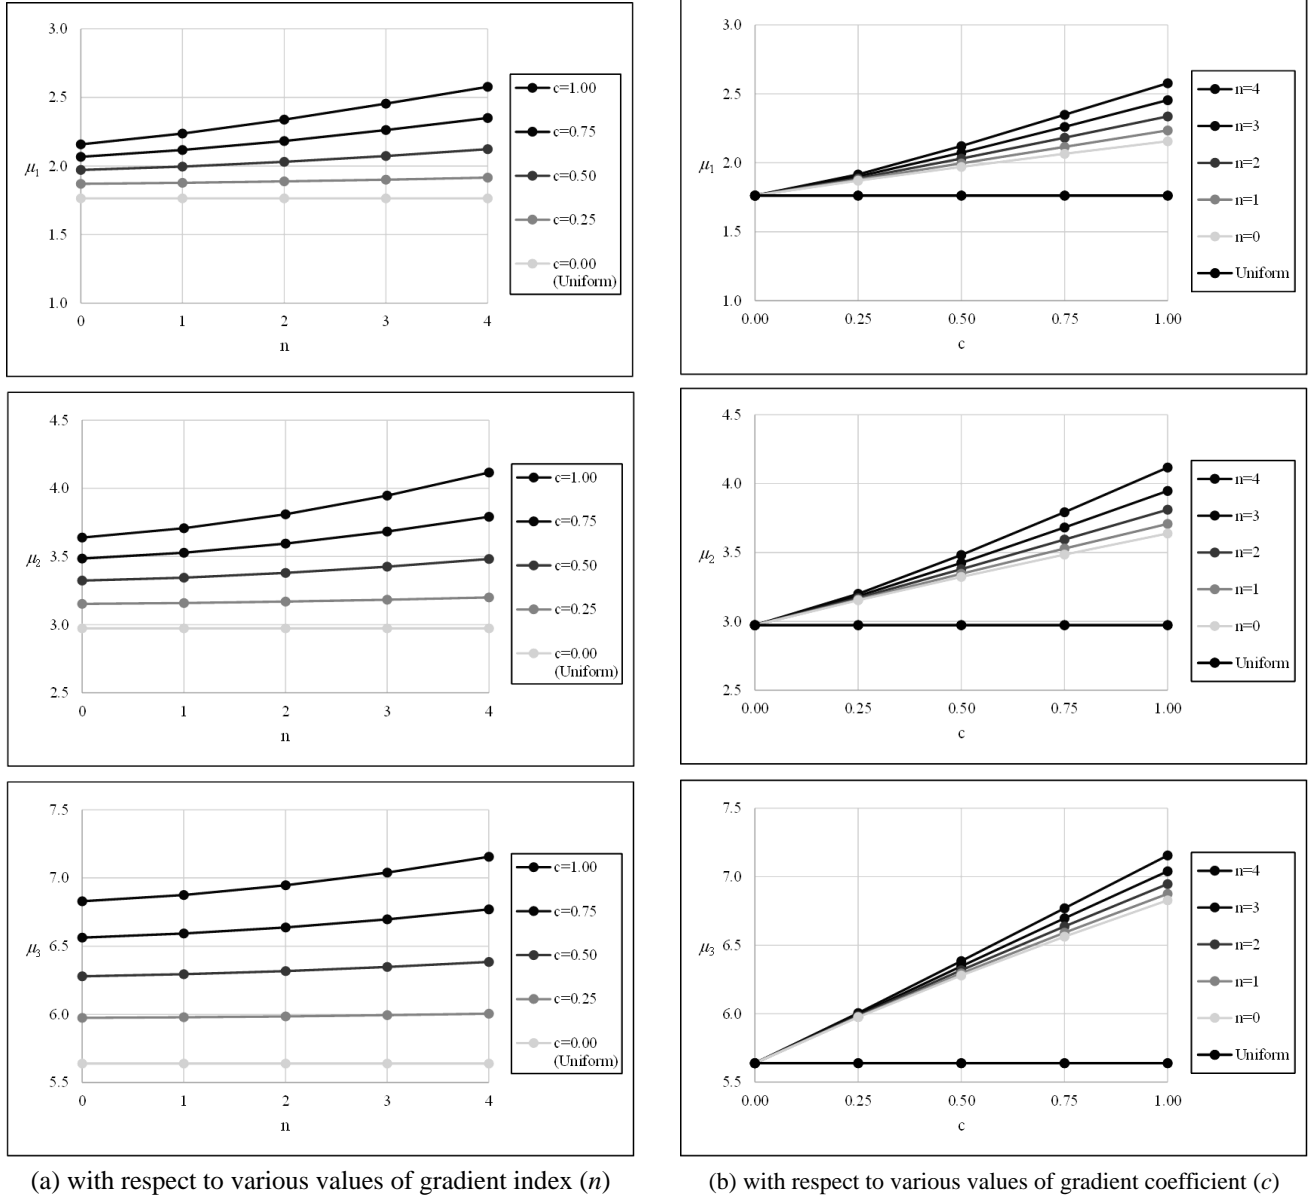 3.0
2.5
2.0
1.5
1.0
μ1
0 1 2 3 4
n
c=1.00
c=0.75
c=0.50
c=0.25
c=0.00
(Uniform)
3.0
2.5
2.0
1.5
1.0
μ1
0.00 0.25 0.50 0.75 1.00
c
n=4
n=3
n=2
n=1
n=0
Uniform
4.5
4.0
3.5
3.0
2.5
μ2
0 1 2 3 4
n
c=1.00
c=0.75
c=0.50
c=0.25
c=0.00
(Uniform)
4.5
4.0
3.5
3.0
2.5
μ2
0.00 0.25 0.50 0.75 1.00
c
n=4
n=3
n=2
n=1
n=0
Uniform
7.5
7.0
6.5
6.0
5.5
μ3
0 1 2 3 4
n
c=1.00
c=0.75
c=0.50
c=0.25
c=0.00
(Uniform)
7.5
7.0
6.5
6.0
5.5
μ3
0.00 0.25 0.50 0.75 1.00
c
n=4
n=3
n=2
n=1
n=0
Uniform
(a) with respect to various values of gradient index (n)
(b) with respect to various values of gradient coefficient (c)